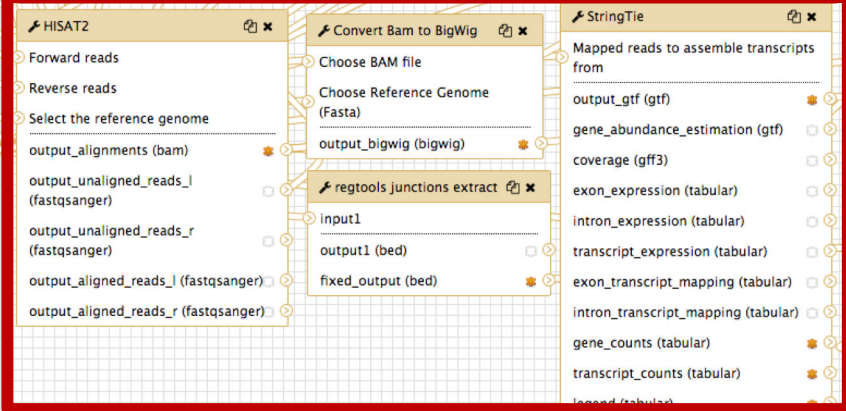 HISAT2
Forward reads
Reverse reads
Select the reference genome
output_alignments (bam)
output_unaligned_reads_l
(fastqsanger)
output_unaligned_reads_r
(fastqsanger)
output_aligned_reads_l (fastqsanger)
output_aligned_reads_r (fastqsanger)
Convert Bam to BigWig
Choose BAM file
Choose Reference Genome
(Fasta)
output_bigwig (bigwig)
regtools junctions extract
input1
output1 (bed)
fixed_output (bed)
StringTie
Mapped reads to assemble transcripts
from
output_gtf (gtf)
gene_abundance_estimation (gtf)
coverage (gff3)
exon_expression (tabular)
intron_expression (tabular)
transcript_expression (tabular)
exon_transcript_mapping (tabular)
intron_transcript_mapping (tabular)
gene_counts (tabular)
transcript_counts (tabular)
legend (tabular)